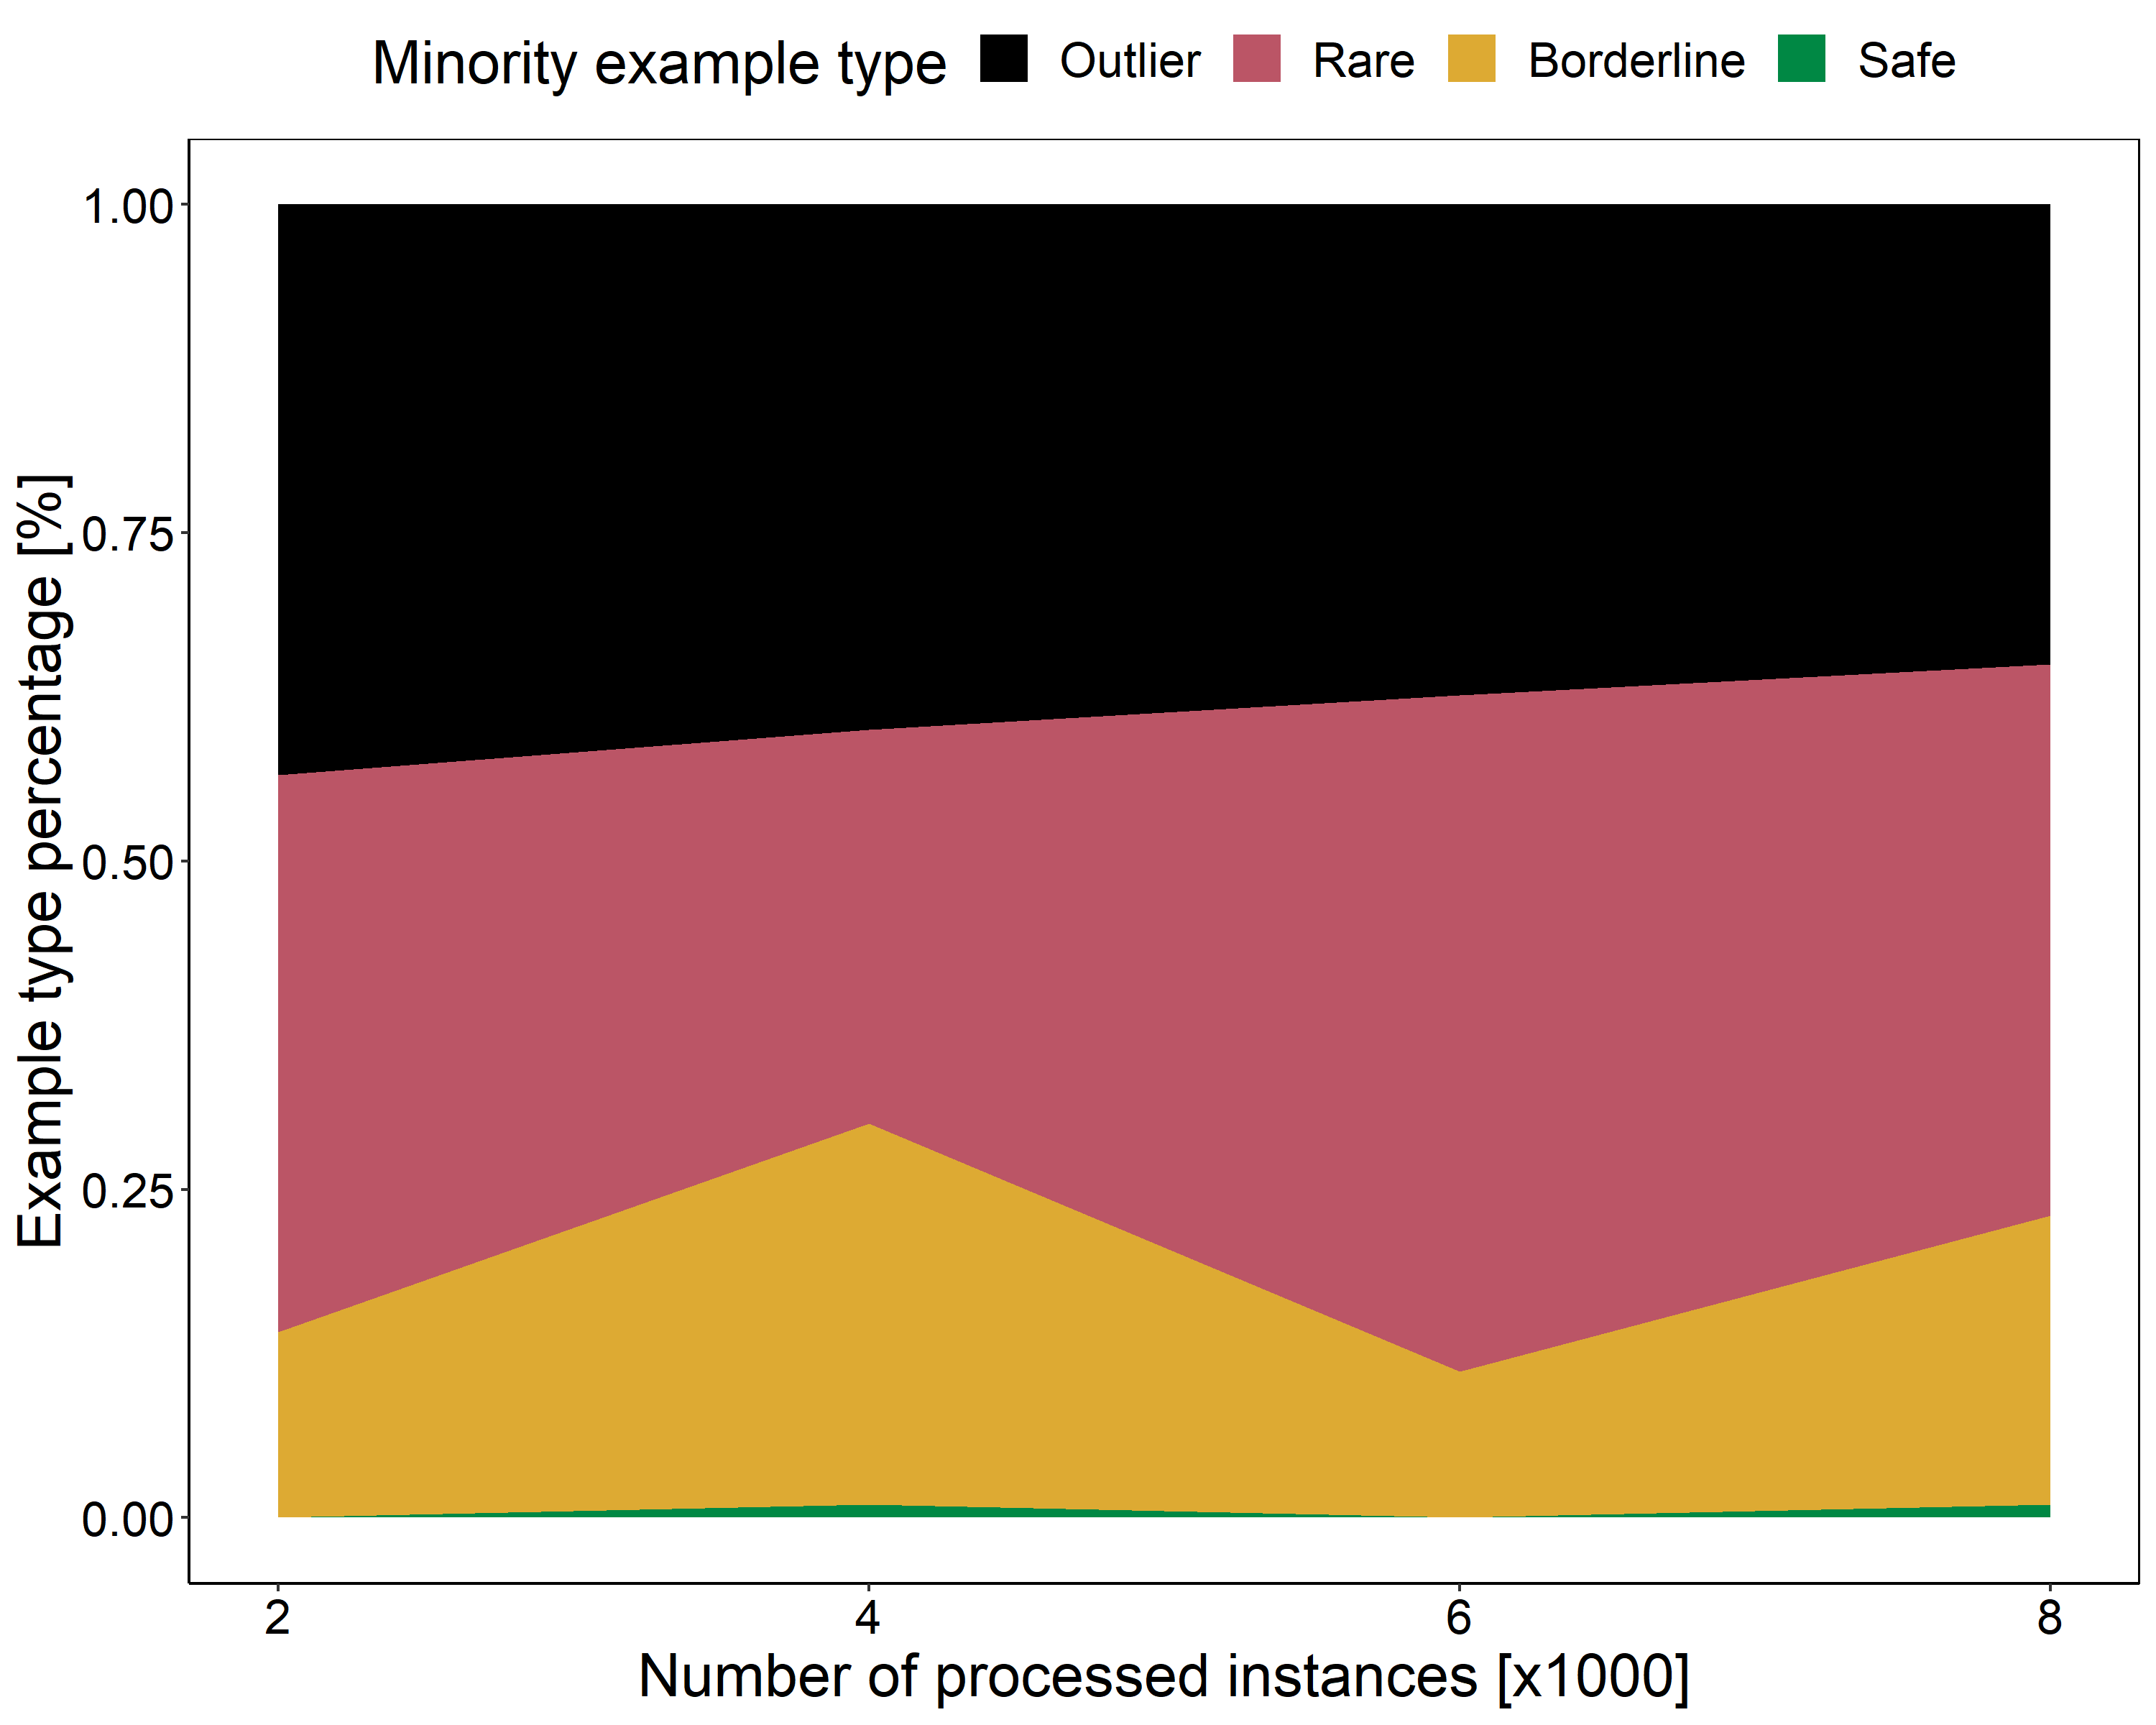 Minority example type Outlier Rare Borderline Safe
1.00
0.75
0.50
0.25
0.00
Example type percentage [%]
2 4 6 8
Number of processed instances [x1000]